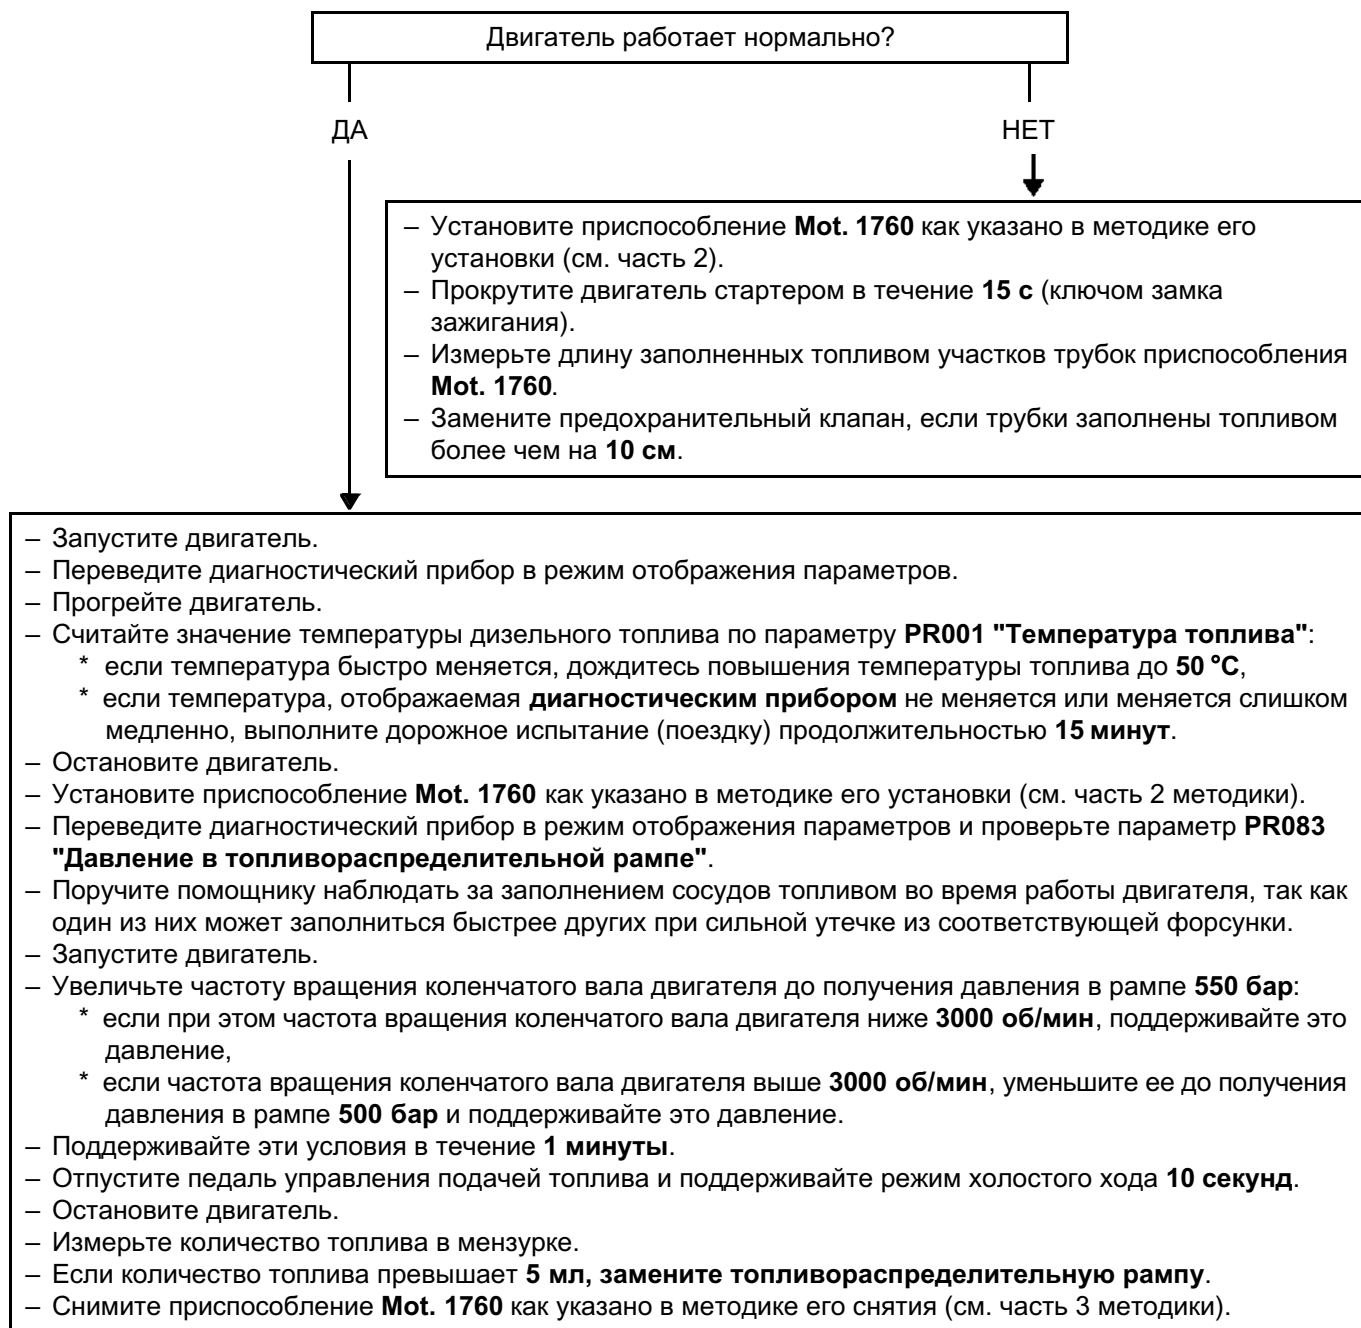 Двигатель работает нормально?
ДА
НЕТ
– Установите приспособление Mot. 1760 как указано в методике его
установки (см. часть 2).
– Прокрутите двигатель стартером в течение 15 с (ключом замка
зажигания).
– Измерьте длину заполненных топливом участков трубок приспособления
Mot. 1760.
– Замените предохранительный клапан, если трубки заполнены топливом
более чем на 10 см.
– Запустите двигатель.
– Переведите диагностический прибор в режим отображения параметров.
– Прогрейте двигатель.
– Считайте значение температуры дизельного топлива по параметру PR001 "Температура топлива":
* если температура быстро меняется, дождитесь повышения температуры топлива до 50 °C,
* если температура, отображаемая диагностическим прибором не меняется или меняется слишком
медленно, выполните дорожное испытание (поездку) продолжительностью 15 минут.
– Остановите двигатель.
– Установите приспособление Mot. 1760 как указано в методике его установки (см. часть 2 методики).
– Переведите диагностический прибор в режим отображения параметров и проверьте параметр PR083
"Давление в топливораспределительной рампе".
– Поручите помощнику наблюдать за заполнением сосудов топливом во время работы двигателя, так как
один из них может заполниться быстрее других при сильной утечке из соответствующей форсунки.
– Запустите двигатель.
– Увеличьте частоту вращения коленчатого вала двигателя до получения давления в рампе 550 бар:
* если при этом частота вращения коленчатого вала двигателя ниже 3000 об/мин, поддерживайте это
давление,
* если частота вращения коленчатого вала двигателя выше 3000 об/мин, уменьшите ее до получения
давления в рампе 500 бар и поддерживайте это давление.
– Поддерживайте эти условия в течение 1 минуты.
– Отпустите педаль управления подачей топлива и поддерживайте режим холостого хода 10 секунд.
– Остановите двигатель.
– Измерьте количество топлива в мензурке.
– Если количество топлива превышает 5 мл, замените топливораспределительную рампу.
– Снимите приспособление Mot. 1760 как указано в методике его снятия (см. часть 3 методики).